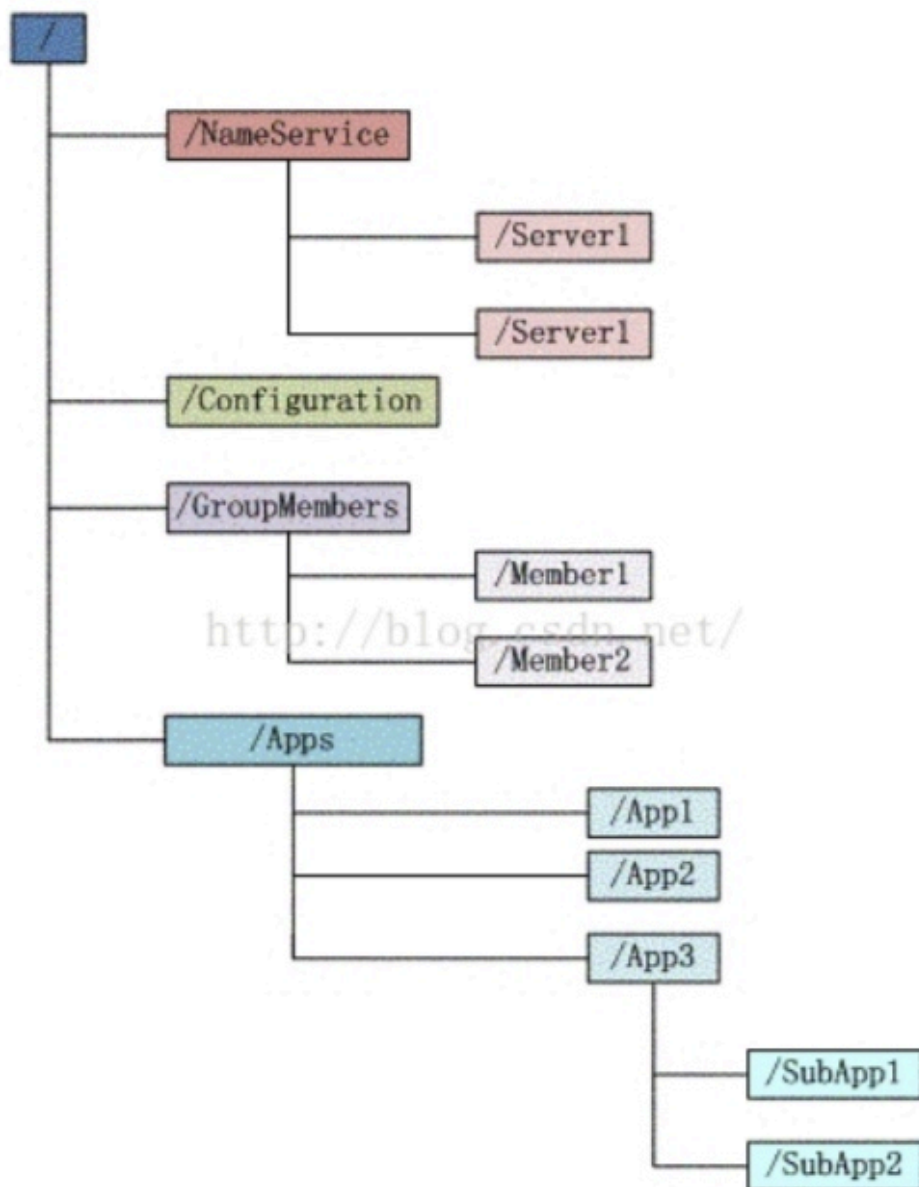 /
/NameService
/Server1
/Server1
/Configuration
/GroupMembers
/Member1
http://blog.csdn.net/
/Member2
/Apps
/App1
/App2
/App3
/SubApp1
/SubApp2